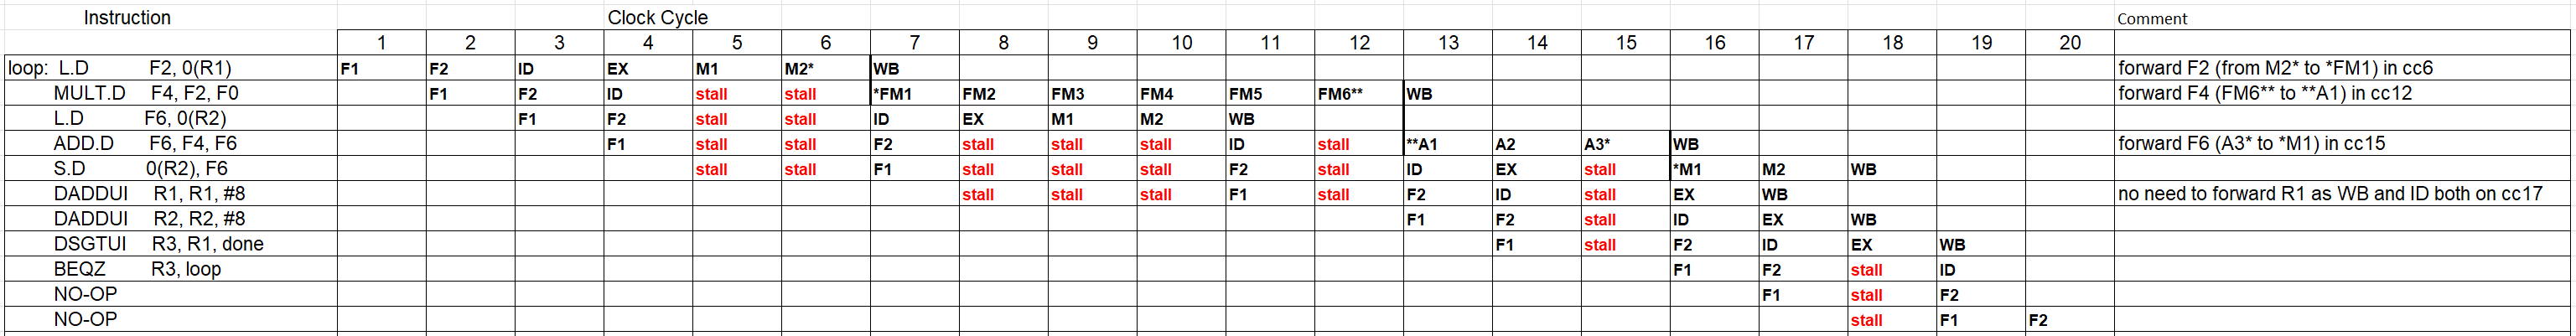 Instruction Clock Cycle Comment
1 2 3 4 5 6 7 8 9 10 11 12 13 14 15 16 17 18 19 20
loop: L.D F2, 0(R1) F1 F2 ID EX M1 M2* WB forward F2 (from M2* to *FM1) in cc6
MULT.D F4, F2, F0 F1 F2 ID stall stall *FM1 FM2 FM3 FM4 FM5 FM6** WB forward F4 (FM6** to **A1) in cc12
L.D F6, 0(R2) F1 F2 stall stall ID EX M1 M2 WB
ADD.D F6, F4, F6 F1 stall stall F2 stall stall stall ID stall **A1 A2 A3* WB forward F6 (A3* to *M1) in cc15
S.D 0(R2), F6 stall stall F1 stall stall stall F2 stall ID EX stall *M1 M2 WB
DADDUI R1, R1, #8 stall stall stall F1 stall F2 ID stall EX WB no need to forward R1 as WB and ID both on cc17
DADDUI R2, R2, #8 F1 F2 stall ID EX WB
DSGTUI R3, R1, done F1 stall F2 ID EX WB
BEQZ R3, loop F1 F2 stall ID
NO-OP F1 stall F2
NO-OP stall F1 F2